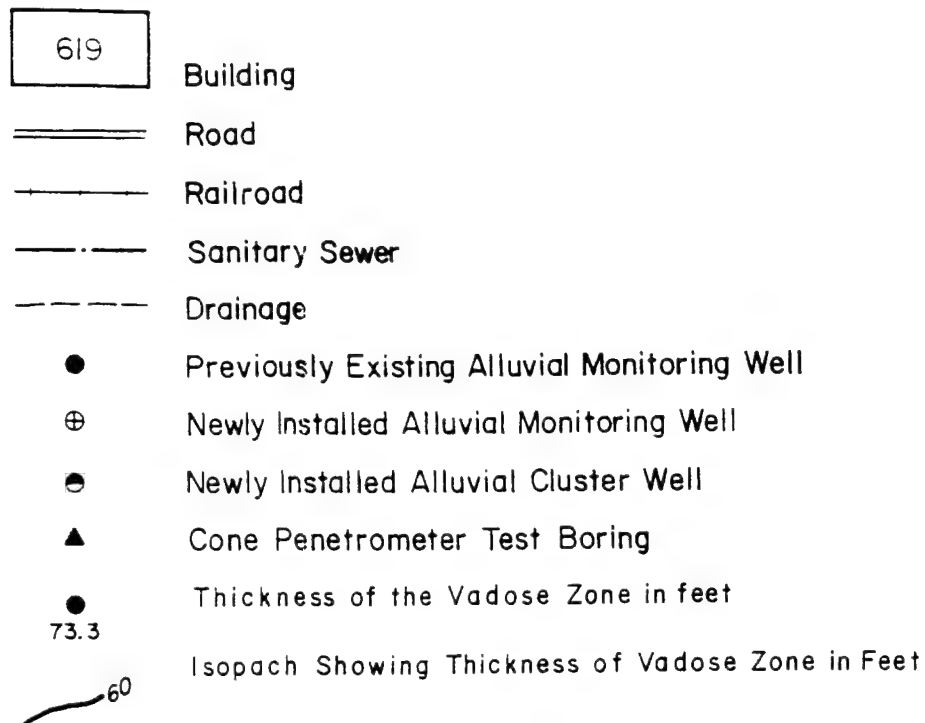 619
Building
Road
Railroad
Sanitary Sewer
Drainage
Previously Existing Alluvial Monitoring Well
Newly Installed Alluvial Monitoring Well
Newly Installed Alluvial Cluster Well
Cone Penetrometer Test Boring
Thickness of the Vadose Zone in feet
73.3
Isopach Showing Thickness of Vadose Zone in Feet
60